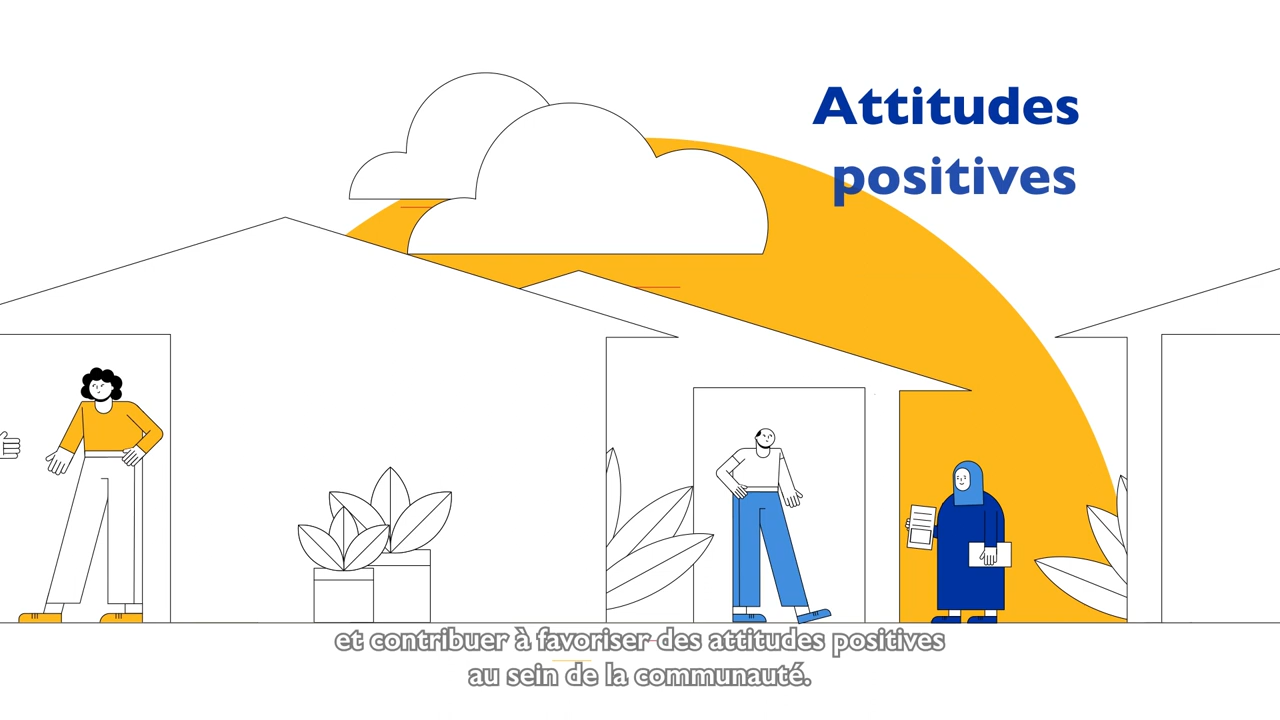 Attitudes
positives
et contribuer à favoriser des attitudes positives
au sein de la communauté.